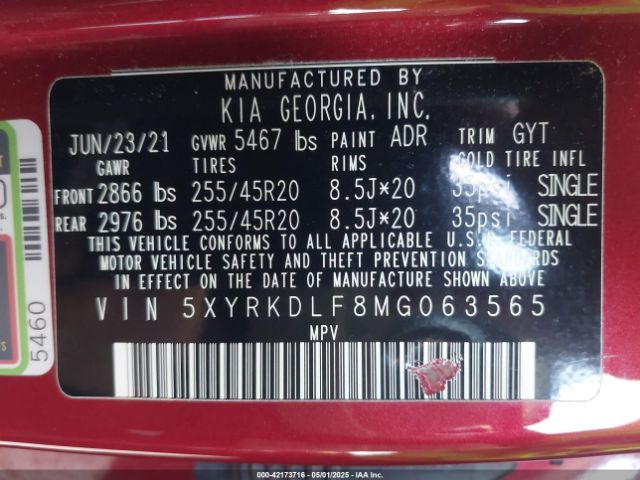 MANUFACTURED BY
KIA GEORGIA, INC.
JUN/23/21 GVWR 5467 lbs PAINT ADR TRIM GYT
GAWR TIRES RIMS COLD TIRE INFL
FRONT 2866 lbs 255/45R20 8.5J*20 35psi SINGLE
REAR 2976 lbs 255/45R20 8.5J*20 35psi SINGLE
THIS VEHICLE CONFORMS TO ALL APPLICABLE U.S. FEDERAL
MOTOR VEHICLE SAFETY AND THEFT PREVENTION STANDARDS
IN EFFECT ON THE DATE OF MANUFACTURE SHOWN ABOVE.
VIN 5XYRKDLF8MG063565
MPV
5460
000-42173716 - 05/01/2025 - IAAI.COM